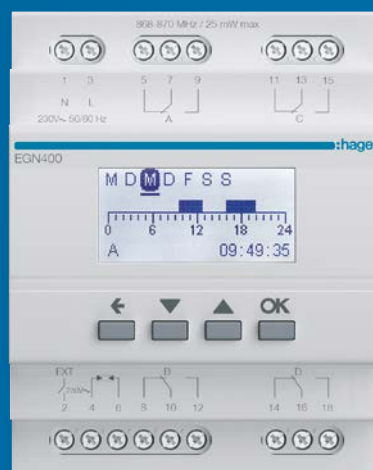 868-870 MHz / 25 mW max
1 3 5 7 9 11 13 15
N L
230V~ 50/60 Hz A C
:hage
EGN400
M D M D F S S
0 6 12 18 24
A 09:49:35
OK
EXT B D
230V~
2 4 6 8 10 12 14 16 18